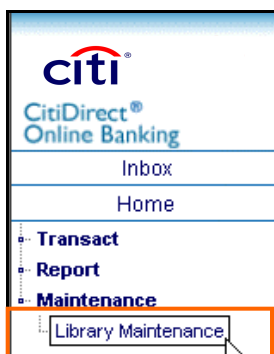 citi®
CitiDirect®
Online Banking
Inbox
Home
Transact
Report
Maintenance
Library Maintenance